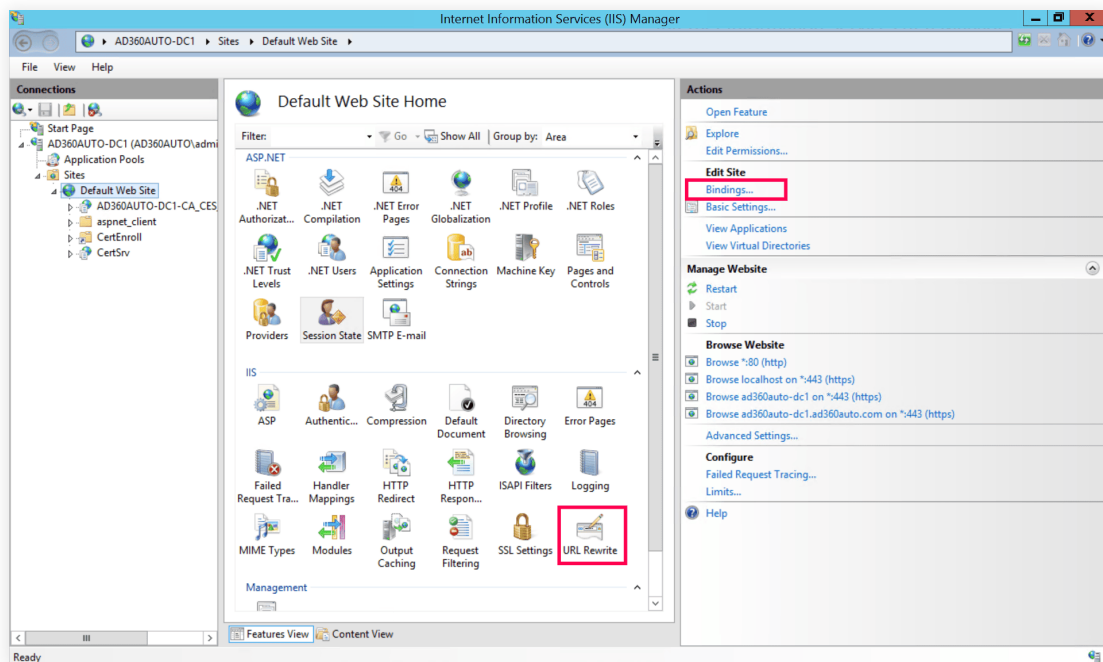 Internet Information Services (IIS) Manager
AD360AUTO-DC1 Sites Default Web Site
File View Help
Connections
Start Page
AD360AUTO-DC1 (AD360AUTO\admi
Application Pools
Sites
Default Web Site
AD360AUTO-DC1-CA_CES_
aspnet_client
CertEnroll
CertSrv
Default Web Site Home
Filter: Go Show All Group by: Area
ASP.NET
.NET Authorizat...
.NET Compilation
.NET Error Pages
.NET Globalization
.NET Profile
.NET Roles
.NET Trust Levels
.NET Users
Application Settings
Connection Strings
Machine Key
Pages and Controls
Providers
Session State
SMTP E-mail
IIS
ASP
Authentic...
Compression
Default Document
Directory Browsing
Error Pages
Failed Request Tra...
Handler Mappings
HTTP Redirect
HTTP Respon...
ISAPI Filters
Logging
MIME Types
Modules
Output Caching
Request Filtering
SSL Settings
URL Rewrite
Management
Features View Content View
Ready
Actions
Open Feature
Explore
Edit Permissions...
Edit Site
Bindings...
Basic Settings...
View Applications
View Virtual Directories
Manage Website
Restart
Start
Stop
Browse Website
Browse *:80 (http)
Browse localhost on *:443 (https)
Browse ad360auto-dc1 on *:443 (https)
Browse ad360auto-dc1.ad360auto.com on *:443 (https)
Advanced Settings...
Configure
Failed Request Tracing...
Limits...
Help